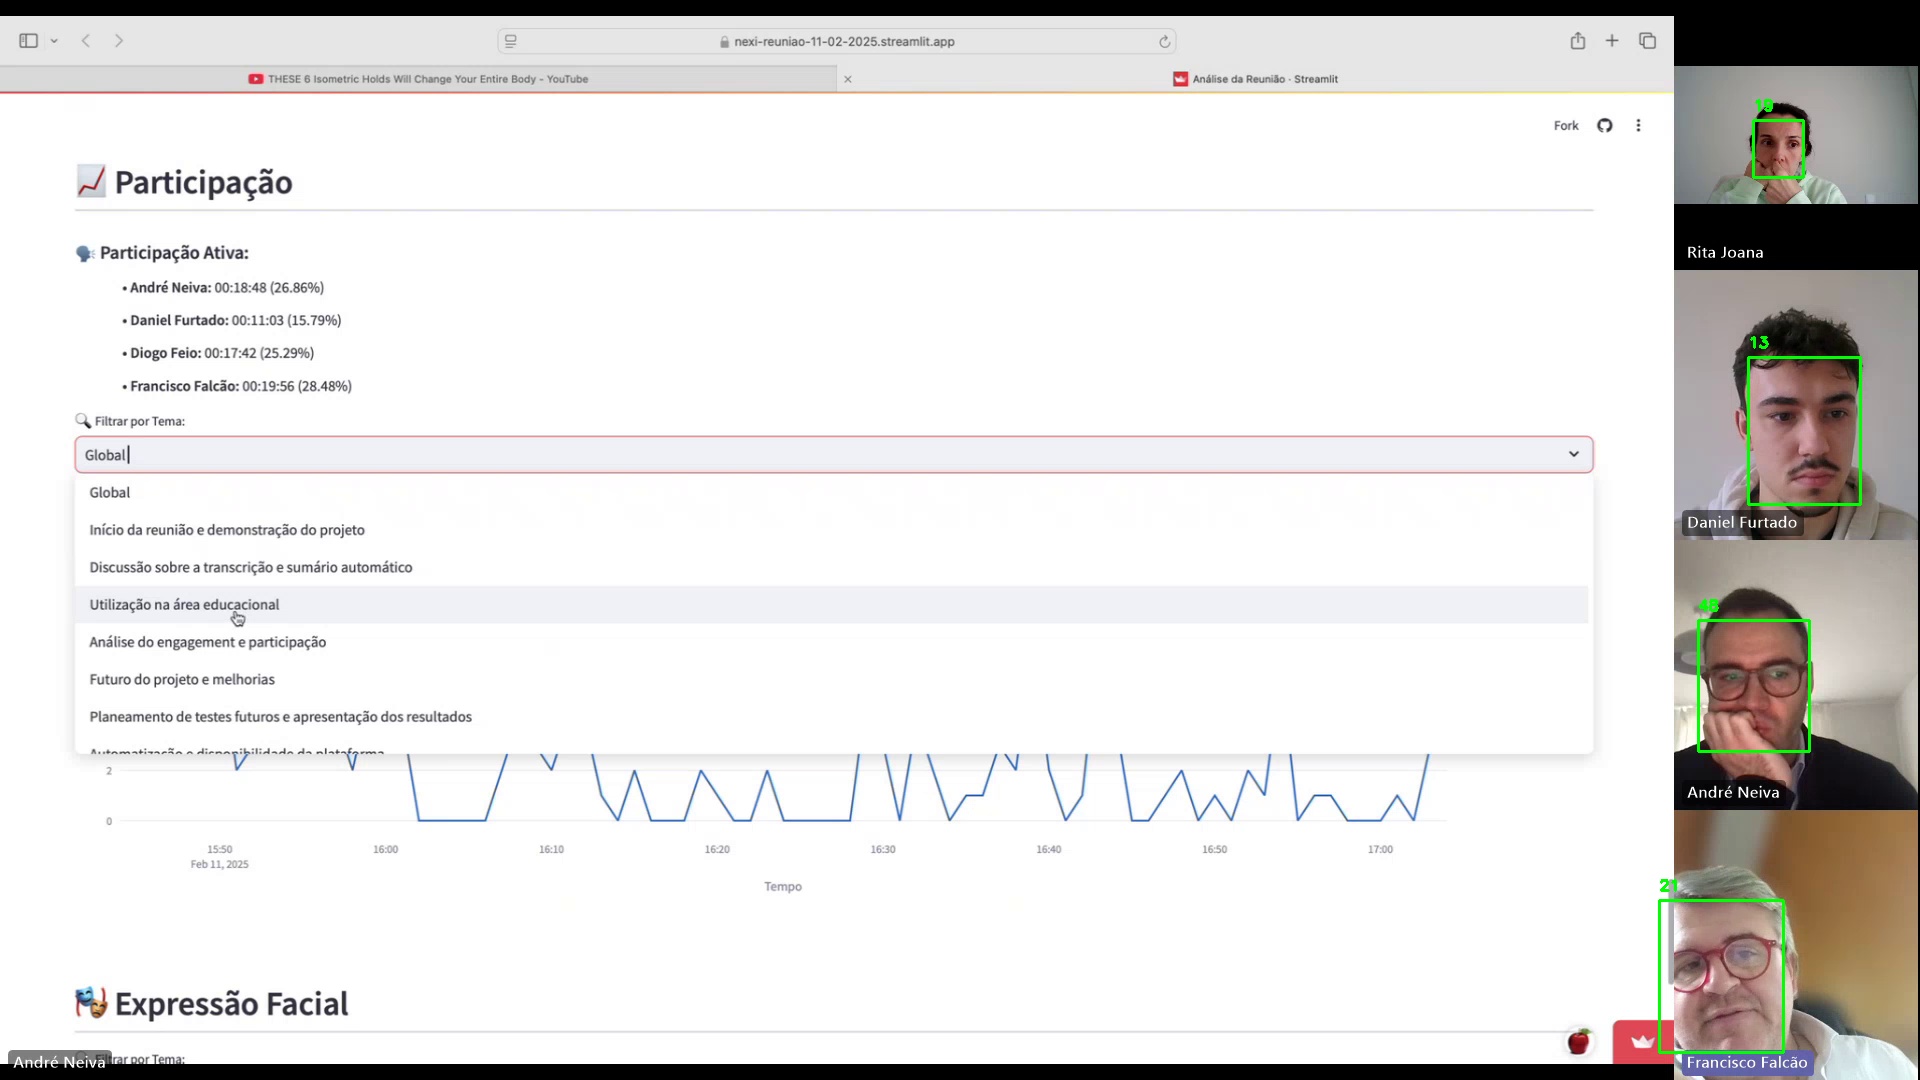 nexi-reuniao-11-02-2025.streamlit.app
THESE 6 Isometric Holds Will Change Your Entire Body - YouTube
Análise da Reunião · Streamlit
Fork
Participação
Participação Ativa:
• André Neiva: 00:18:48 (26.86%)
• Daniel Furtado: 00:11:03 (15.79%)
• Diogo Feio: 00:17:42 (25.29%)
• Francisco Falcão: 00:19:56 (28.48%)
Filtrar por Tema:
Global
Global
Início da reunião e demonstração do projeto
Discussão sobre a transcrição e sumário automático
Utilização na área educacional
Análise do engagement e participação
Futuro do projeto e melhorias
Planeamento de testes futuros e apresentação dos resultados
Automatização e disponibilidade da plataforma
2
0
15:50
Feb 11, 2025
16:00
16:10
16:20
16:30
16:40
16:50
17:00
Tempo
Expressão Facial
Filtrar por Tema:
André Neiva
19
Rita Joana
13
Daniel Furtado
48
André Neiva
21
Francisco Falcão